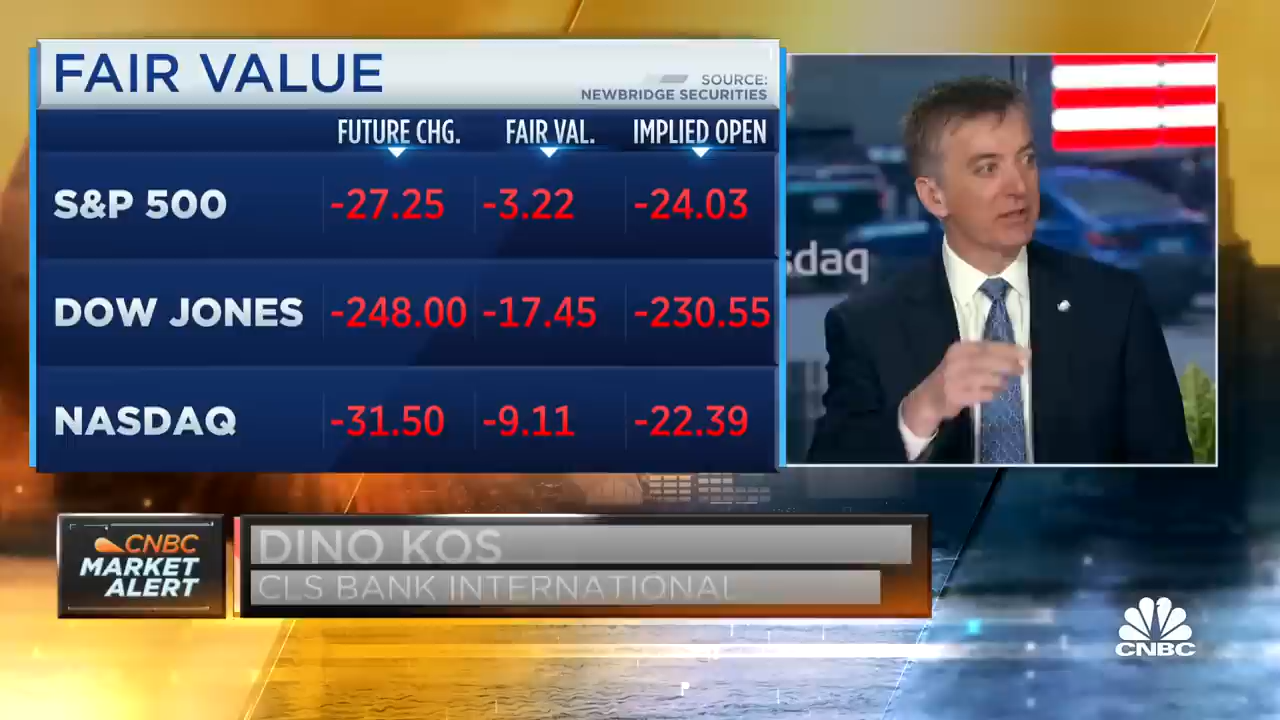 FAIR VALUE
SOURCE:
NEWBRIDGE SECURITIES
FUTURE CHG. FAIR VAL. IMPLIED OPEN
S&P 500 -27.25 -3.22 -24.03
DOW JONES -248.00 -17.45 -230.55
NASDAQ -31.50 -9.11 -22.39
sdaq
CNBC
MARKET
ALERT
DINO KOS
CLS BANK INTERNATIONAL
CNBC